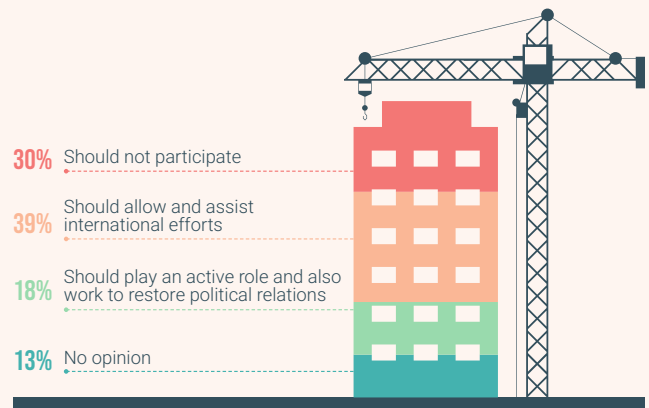 30% Should not participate
39% Should allow and assist
international efforts
18% Should play an active role and also
work to restore political relations
13% No opinion